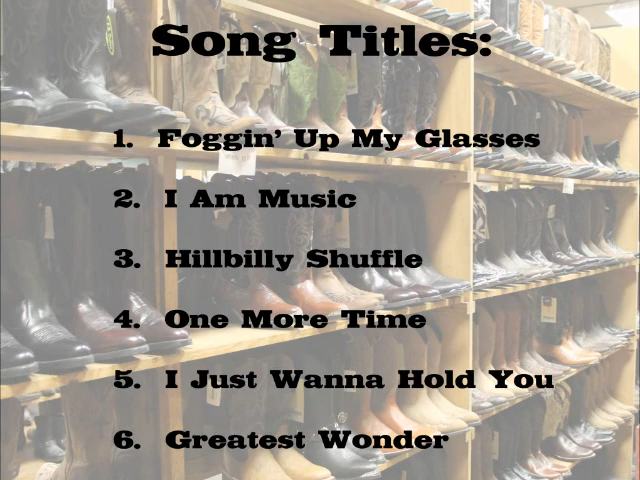 Song Titles:
1. Foggin' Up My Glasses
2. I Am Music
3. Hillbilly Shuffle
4. One More Time
5. I Just Wanna Hold You
6. Greatest Wonder